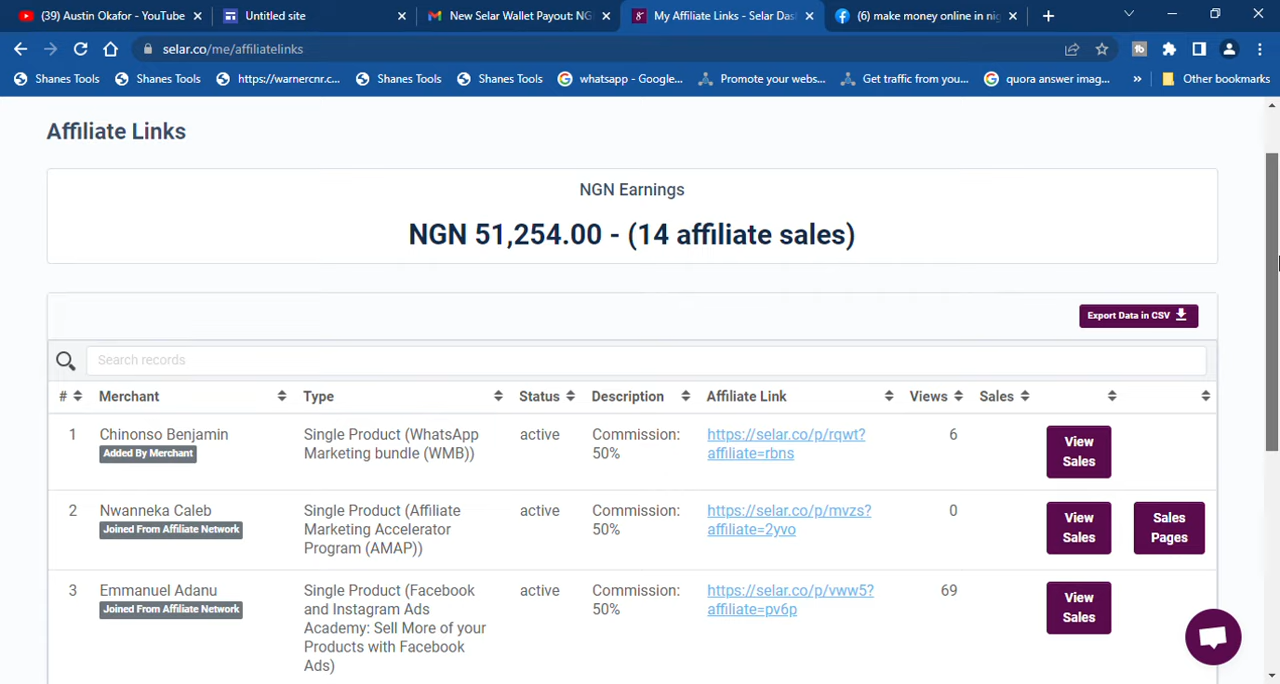 (39) Austin Okafor - YouTube
Untitled site
New Selar Wallet Payout: NG
My Affiliate Links - Selar Das
(6) make money online in nig
selar.co/me/affiliatelinks
Shanes Tools
Shanes Tools
https://warnercnr.c...
Shanes Tools
Shanes Tools
whatsapp - Google...
Promote your webs...
Get traffic from you...
quora answer imag...
»
Other bookmarks
Affiliate Links
NGN Earnings
NGN 51,254.00 - (14 affiliate sales)
Export Data in CSV
Search records
# Merchant Type Status Description Affiliate Link Views Sales
1 Chinonso Benjamin Single Product (WhatsApp active Commission: https://selar.co/p/rqwt? 6 View
Added By Merchant Marketing bundle (WMB)) 50% affiliate=rbns Sales
2 Nwanneka Caleb Single Product (Affiliate active Commission: https://selar.co/p/mvzs? 0 View Sales
Joined From Affiliate Network Marketing Accelerator 50% affiliate=2yvo Sales Pages
Program (AMAP))
3 Emmanuel Adanu Single Product (Facebook active Commission: https://selar.co/p/vww5? 69 View
Joined From Affiliate Network and Instagram Ads 50% affiliate=pv6p Sales
Academy: Sell More of your
Products with Facebook
Ads)